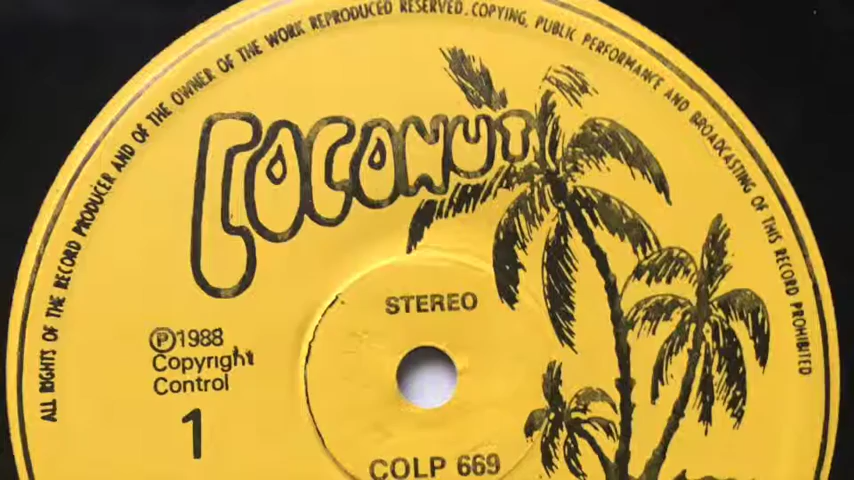 ALL RIGHTS OF THE RECORD PRODUCER AND OF THE OWNER OF THE WORK REPRODUCED RESERVED. COPYING, PUBLIC PERFORMANCE AND BROADCASTING OF THIS RECORD PROHIBITED
COCONUT
STEREO
Ⓟ1988
Copyright
Control
1
COLP 669